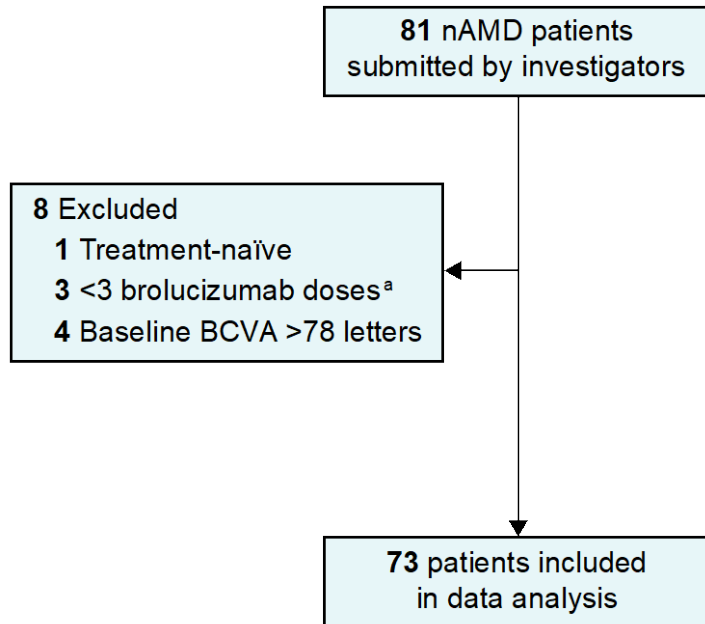 81 nAMD patients
submitted by investigators
8 Excluded
1 Treatment-naïve
3 <3 brolucizumab doses a
4 Baseline BCVA >78 letters
73 patients included
in data analysis